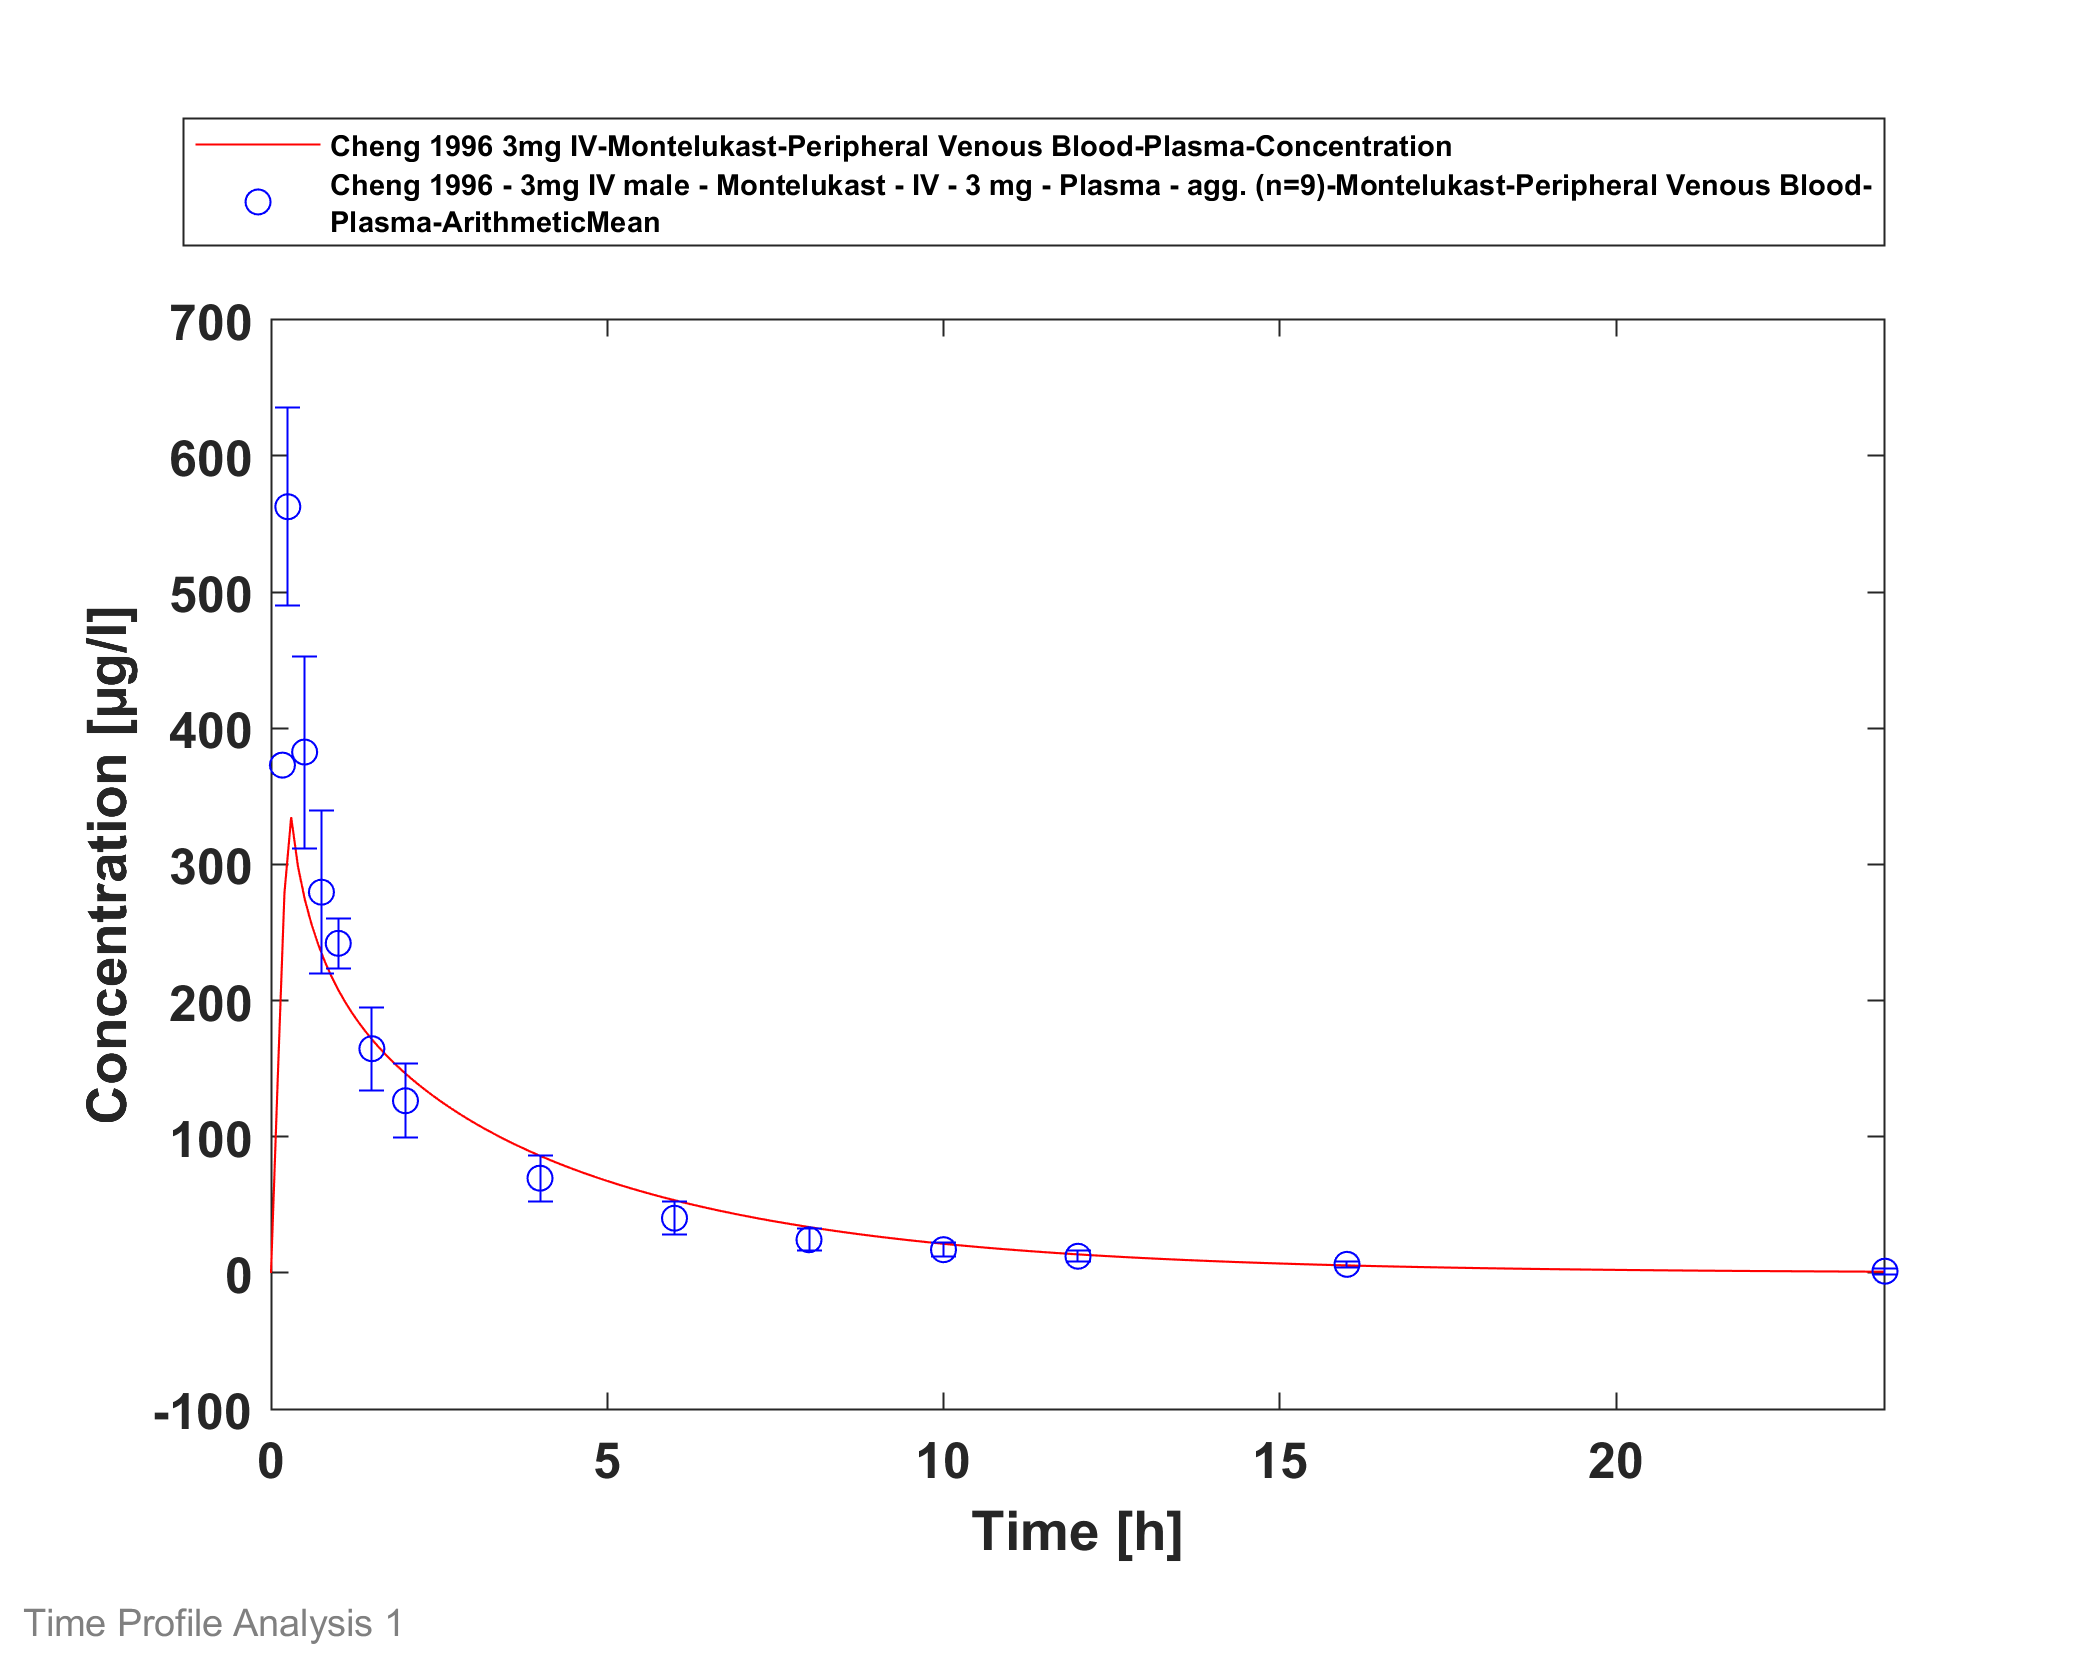 Cheng 1996 3mg IV-Montelukast-Peripheral Venous Blood-Plasma-Concentration
Cheng 1996 - 3mg IV male - Montelukast - IV - 3 mg - Plasma - agg. (n=9)-Montelukast-Peripheral Venous Blood-
Plasma-ArithmeticMean
700
600
500
400
300
200
100
0
-100
Concentration [µg/l]
0 5 10 15 20
Time [h]
Time Profile Analysis 1